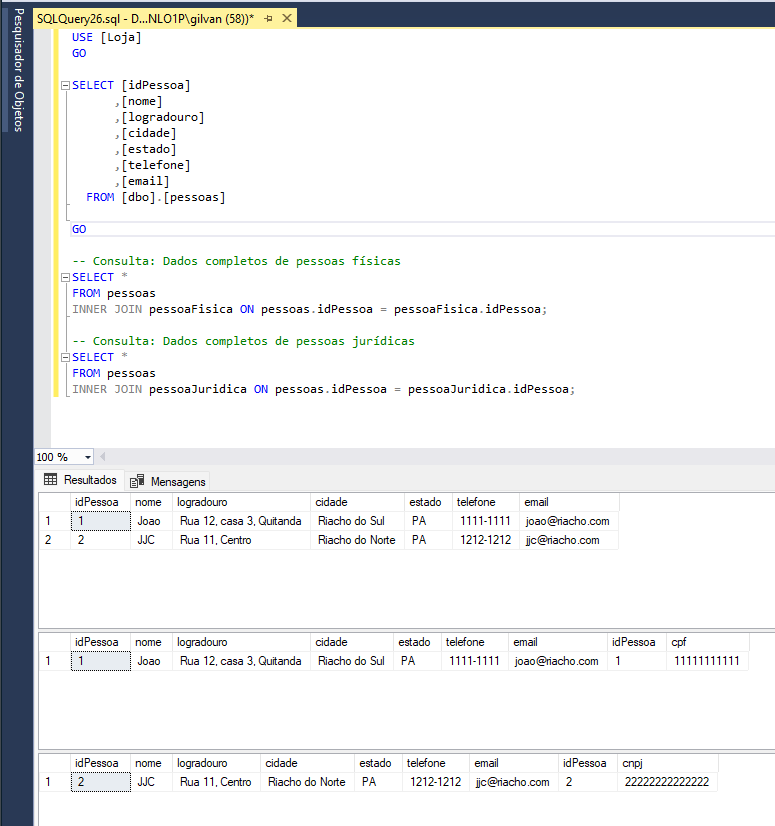 SQLQuery26.sql - D...NLO1P\gilvan (58))*
Pesquisador de Objetos
USE [Loja]
GO
SELECT [idPessoa]
,[nome]
,[logradouro]
,[cidade]
,[estado]
,[telefone]
,[email]
FROM [dbo].[pessoas]
GO
-- Consulta: Dados completos de pessoas físicas
SELECT *
FROM pessoas
INNER JOIN pessoaFisica ON pessoas.idPessoa = pessoaFisica.idPessoa;
-- Consulta: Dados completos de pessoas jurídicas
SELECT *
FROM pessoas
INNER JOIN pessoaJuridica ON pessoas.idPessoa = pessoaJuridica.idPessoa;
100 %
Resultados Mensagens
idPessoa nome logradouro cidade estado telefone email
1 1 Joao Rua 12, casa 3, Quitanda Riacho do Sul PA 1111-1111 joao@riacho.com
2 2 JJC Rua 11, Centro Riacho do Norte PA 1212-1212 jjc@riacho.com
idPessoa nome logradouro cidade estado telefone email idPessoa cpf
1 1 Joao Rua 12, casa 3, Quitanda Riacho do Sul PA 1111-1111 joao@riacho.com 1 11111111111
idPessoa nome logradouro cidade estado telefone email idPessoa cnpj
1 2 JJC Rua 11, Centro Riacho do Norte PA 1212-1212 jjc@riacho.com 2 22222222222222